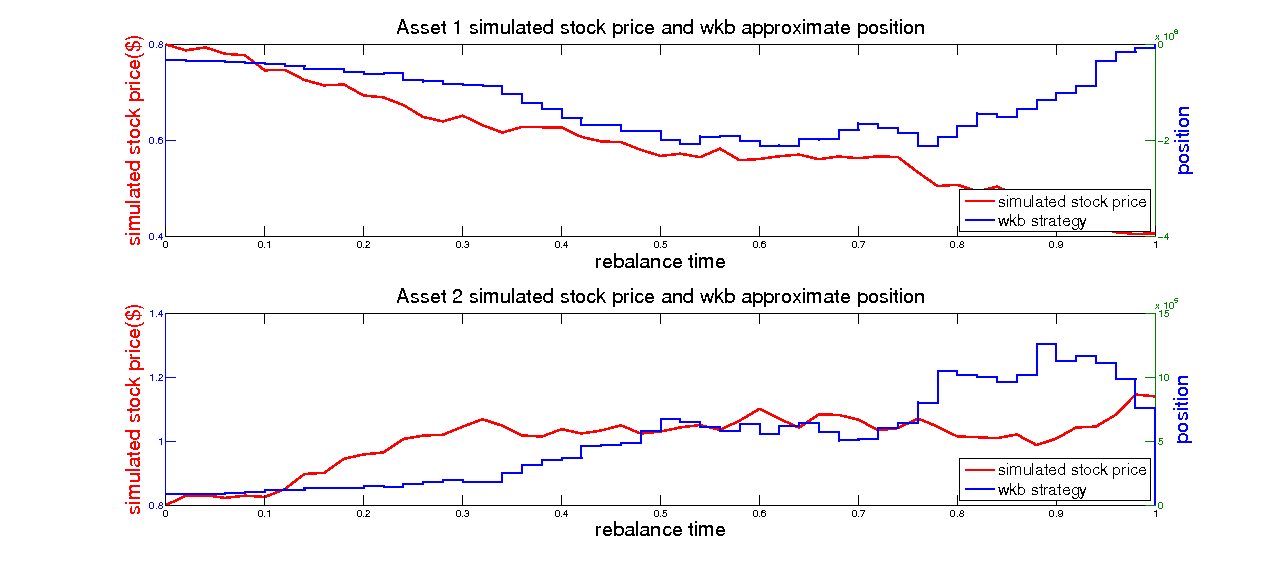 Asset 1 simulated stock price and wkb approximate position
simulated stock price($)
0.8
0.6
0.4
0
−2
−4
position
simulated stock price
wkb strategy
0 0.1 0.2 0.3 0.4 0.5 0.6 0.7 0.8 0.9 1
rebalance time
Asset 2 simulated stock price and wkb approximate position
simulated stock price($)
1.4
1.2
1
0.8
15
10
5
0
position
simulated stock price
wkb strategy
0 0.1 0.2 0.3 0.4 0.5 0.6 0.7 0.8 0.9 1
rebalance time